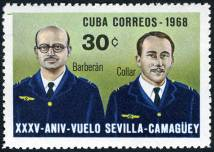 CUBA CORREOS-1968
30¢
Barberán
Collar
XXXV-ANIV-VUELO SEVILLA-CAMAGÜEY